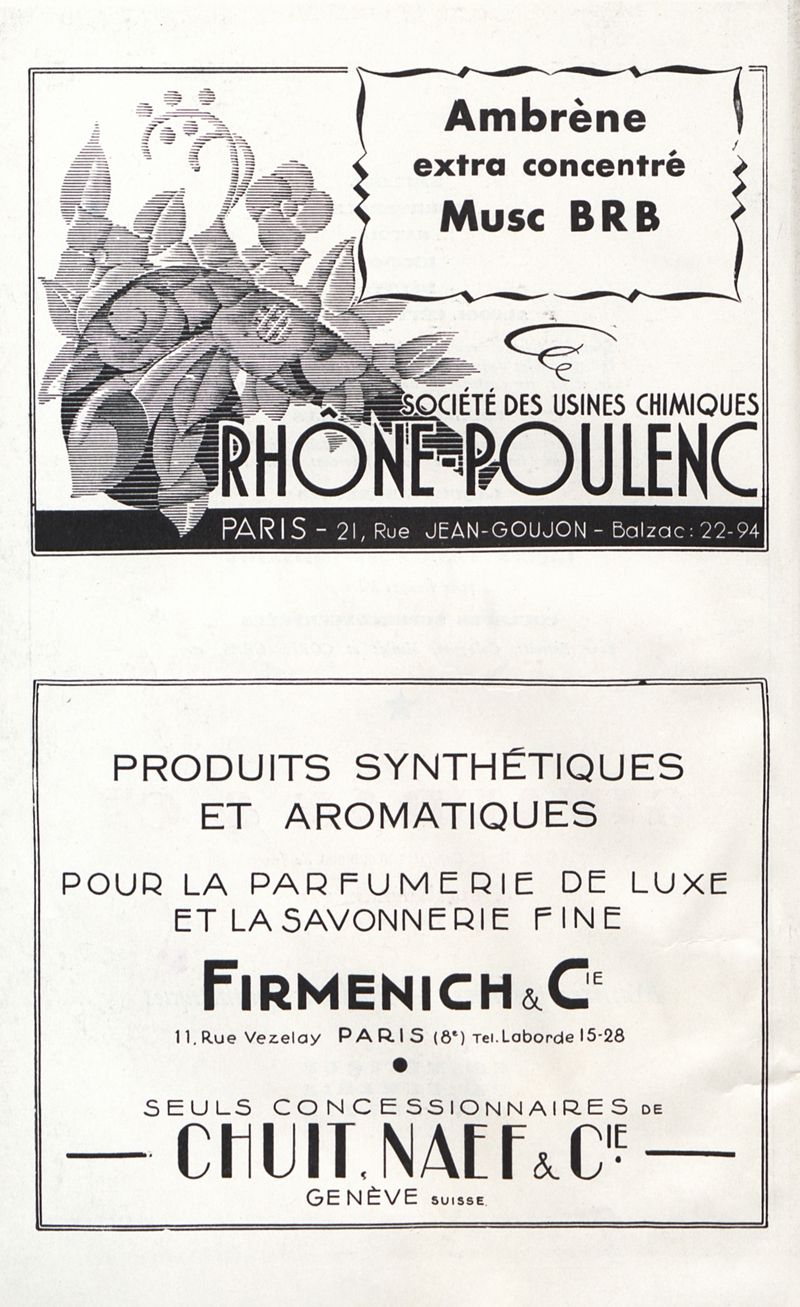 Ambrène
extra concentré
Musc BRB
SOCIÉTÉ DES USINES CHIMIQUES
RHÔNE-POULENC
PARIS - 21, Rue JEAN-GOUJON - Balzac: 22-94
PRODUITS SYNTHÉTIQUES
ET AROMATIQUES
POUR LA PARFUMERIE DE LUXE
ET LA SAVONNERIE FINE
FIRMENICH & CIE
11, Rue Vezelay PARIS (8e) Tel. Laborde 15-28
SEULS CONCESSIONNAIRES DE
CHUIT, NAEF & CIE
GENÈVE SUISSE.